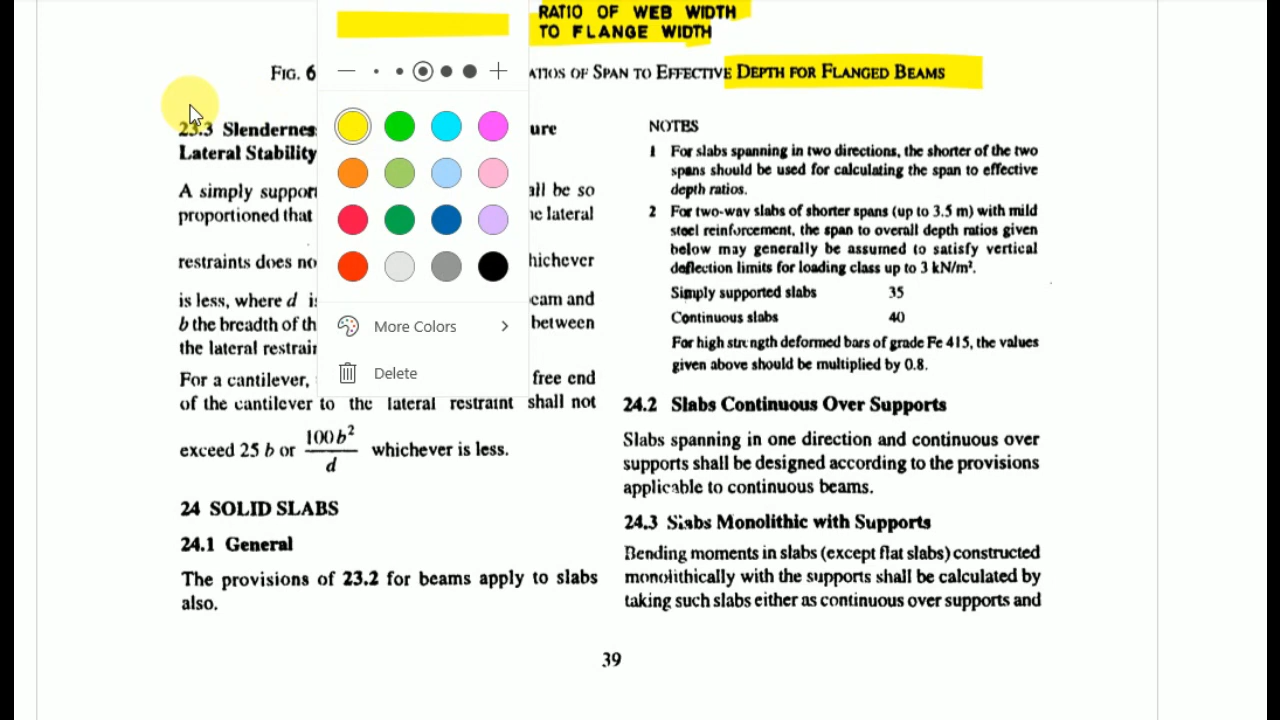 RATIO OF WEB WIDTH
TO FLANGE WIDTH
FIG. 6 ATIOS OF SPAN TO EFFECTIVE DEPTH FOR FLANGED BEAMS
23.3 Slendernes ure
Lateral Stability
A simply support all be so
proportioned that he lateral
restraints does no hichever
is less, where d is eam and
b the breadth of th between
the lateral restrain
For a cantilever, free end
of the cantilever to the lateral restraint shall not
exceed 25 b or 100b²/d whichever is less.
24 SOLID SLABS
24.1 General
The provisions of 23.2 for beams apply to slabs
also.
More Colors
Delete
NOTES
1 For slabs spanning in two directions, the shorter of the two
spans should be used for calculating the span to effective
depth ratios.
2 For two-way slabs of shorter spans (up to 3.5 m) with mild
steel reinforcement, the span to overall depth ratios given
below may generally be assumed to satisfy vertical
deflection limits for loading class up to 3 kN/m².
Simply supported slabs 35
Continuous slabs 40
For high strength deformed bars of grade Fe 415, the values
given above should be multiplied by 0.8.
24.2 Slabs Continuous Over Supports
Slabs spanning in one direction and continuous over
supports shall be designed according to the provisions
applicable to continuous beams.
24.3 Slabs Monolithic with Supports
Bending moments in slabs (except flat slabs) constructed
monolithically with the supports shall be calculated by
taking such slabs either as continuous over supports and
39